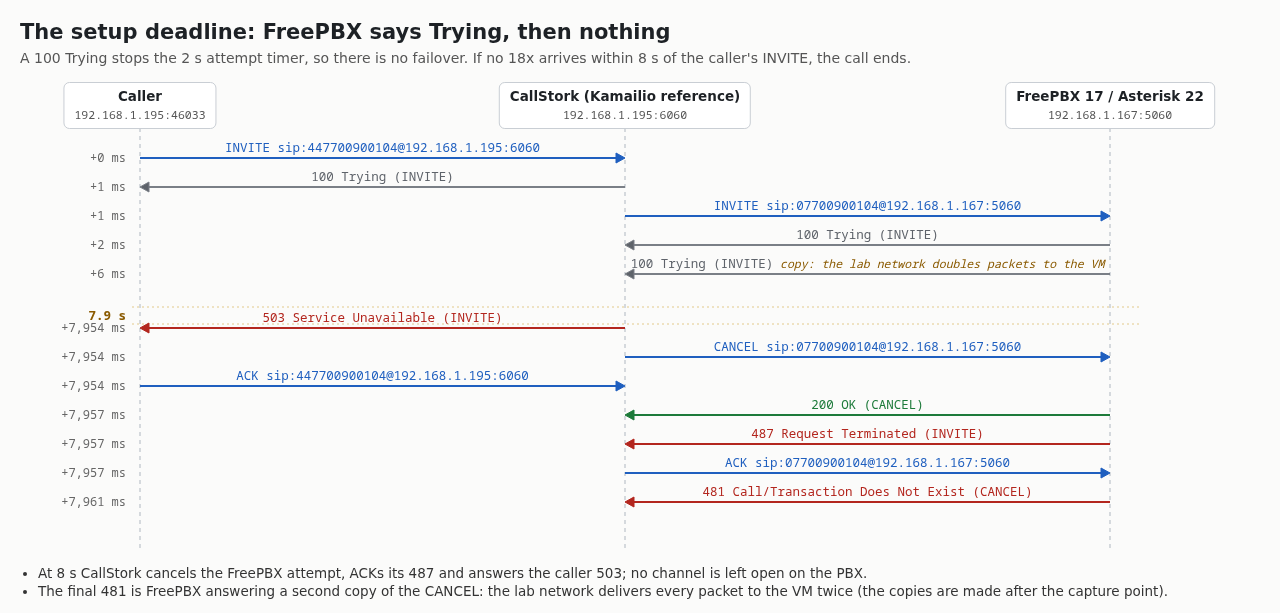 The setup deadline: FreePBX says Trying, then nothing
A 100 Trying stops the 2 s attempt timer, so there is no failover. If no 18x arrives within 8 s of the caller's INVITE, the call ends.
Caller
192.168.1.195:46033
CallStork (Kamailio reference)
192.168.1.195:6060
FreePBX 17 / Asterisk 22
192.168.1.167:5060
+0 ms INVITE sip:447700900104@192.168.1.195:6060
+1 ms 100 Trying (INVITE)
+1 ms INVITE sip:07700900104@192.168.1.167:5060
+2 ms 100 Trying (INVITE)
+6 ms 100 Trying (INVITE) copy: the lab network doubles packets to the VM
7.9 s
+7,954 ms 503 Service Unavailable (INVITE)
+7,954 ms CANCEL sip:07700900104@192.168.1.167:5060
+7,954 ms ACK sip:447700900104@192.168.1.195:6060
+7,957 ms 200 OK (CANCEL)
+7,957 ms 487 Request Terminated (INVITE)
+7,957 ms ACK sip:07700900104@192.168.1.167:5060
+7,961 ms 481 Call/Transaction Does Not Exist (CANCEL)
• At 8 s CallStork cancels the FreePBX attempt, ACKs its 487 and answers the caller 503; no channel is left open on the PBX.
• The final 481 is FreePBX answering a second copy of the CANCEL: the lab network delivers every packet to the VM twice (the copies are made after the capture point).